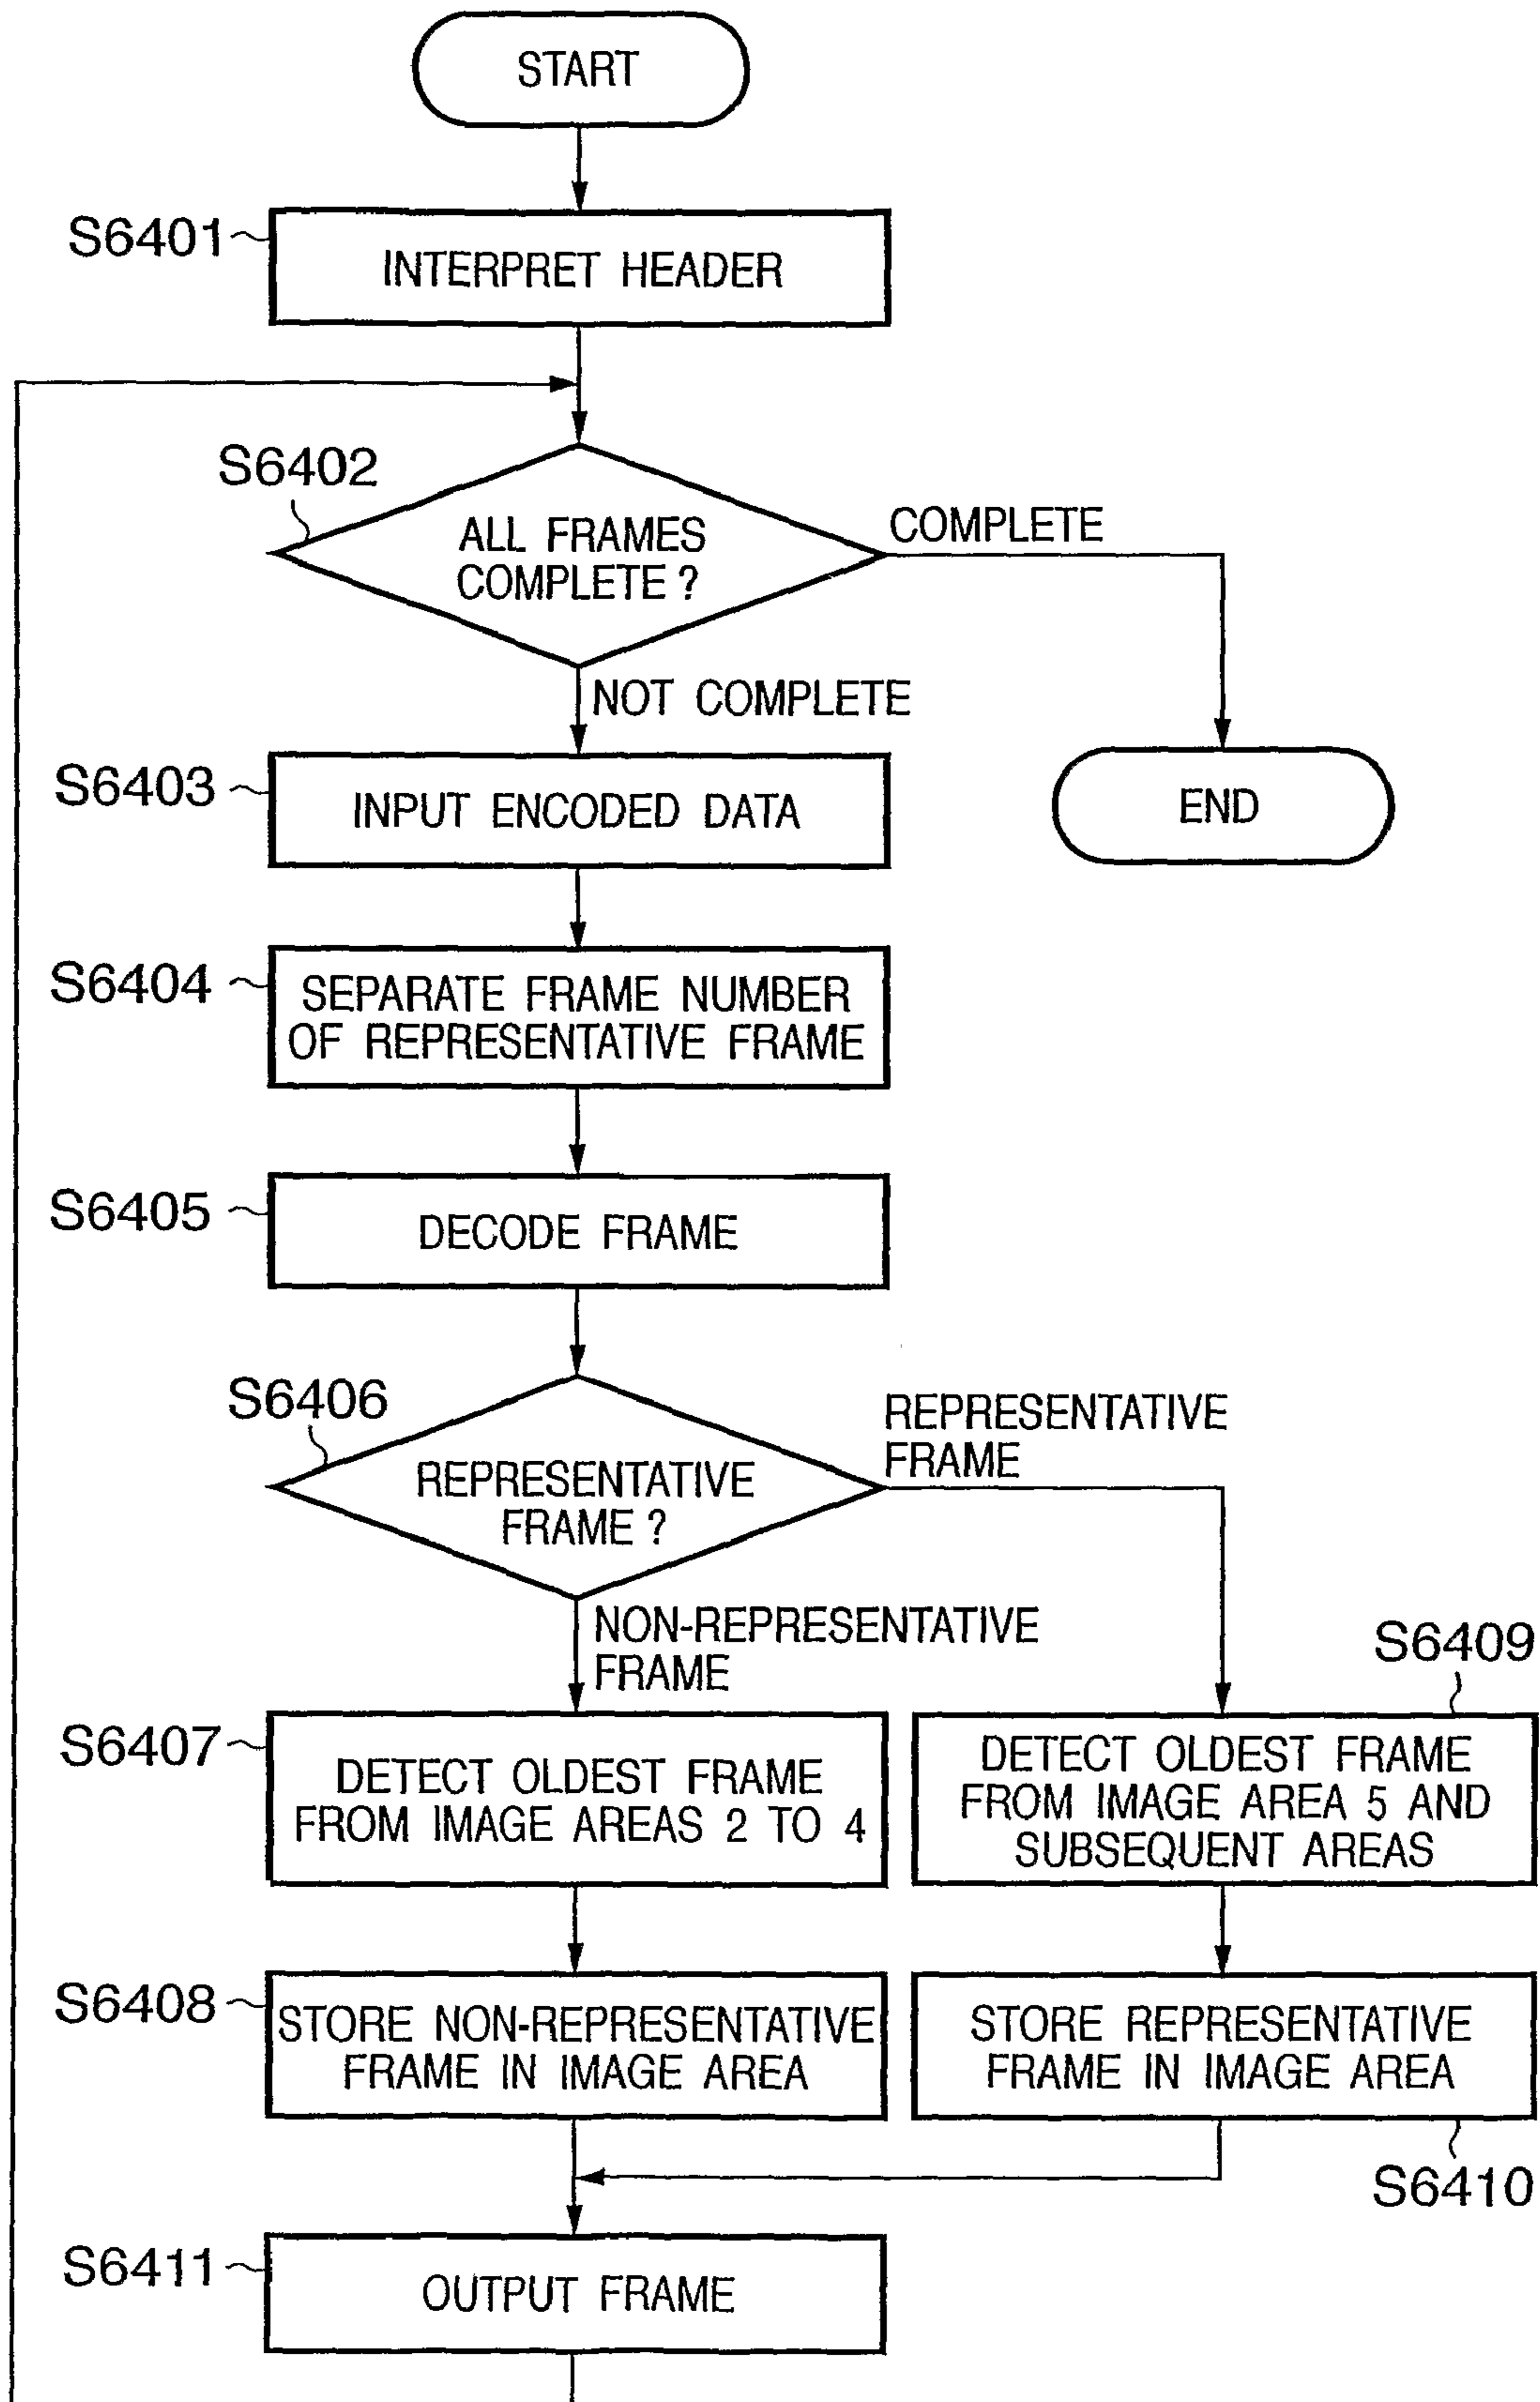 START
S6401
INTERPRET HEADER
S6402
ALL FRAMES
COMPLETE ?
COMPLETE
NOT COMPLETE
S6403
INPUT ENCODED DATA
END
S6404
SEPARATE FRAME NUMBER
OF REPRESENTATIVE FRAME
S6405
DECODE FRAME
S6406
REPRESENTATIVE
FRAME ?
REPRESENTATIVE
FRAME
NON-REPRESENTATIVE
FRAME
S6409
S6407
DETECT OLDEST FRAME
FROM IMAGE AREAS 2 TO 4
DETECT OLDEST FRAME
FROM IMAGE AREA 5 AND
SUBSEQUENT AREAS
S6408
STORE NON-REPRESENTATIVE
FRAME IN IMAGE AREA
STORE REPRESENTATIVE
FRAME IN IMAGE AREA
S6410
S6411
OUTPUT FRAME